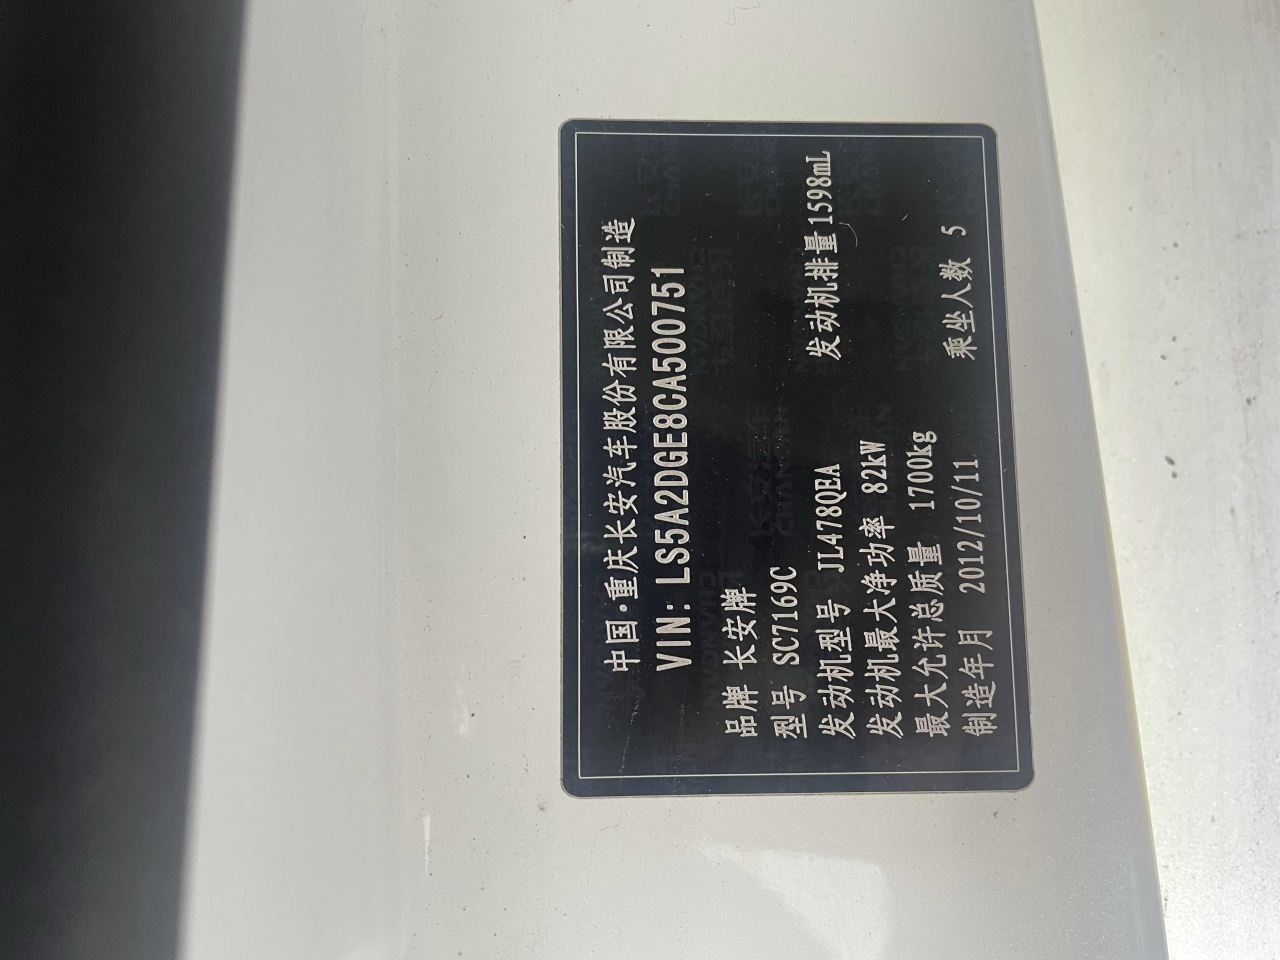 中国·重庆长安汽车股份有限公司制造
VIN: LS5A2DGE8CA500751
品牌 长安牌
型号 SC7169C
发动机型号 JL478QEA 发动机排量 1598mL
发动机最大净功率 82kW
最大允许总质量 1700kg
制造年月 2012/10/11 乘坐人数 5